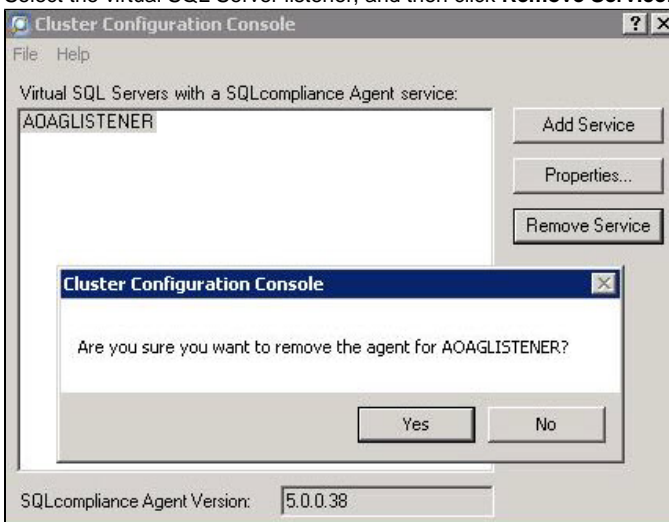 Select the virtual SQL Server listener, and then click Remove Service.
Cluster Configuration Console
File Help
Virtual SQL Servers with a SQLcompliance Agent service:
AOAGLISTENER
Add Service
Properties...
Remove Service
Cluster Configuration Console
Are you sure you want to remove the agent for AOAGLISTENER?
Yes No
SQLcompliance Agent Version: 5.0.0.38